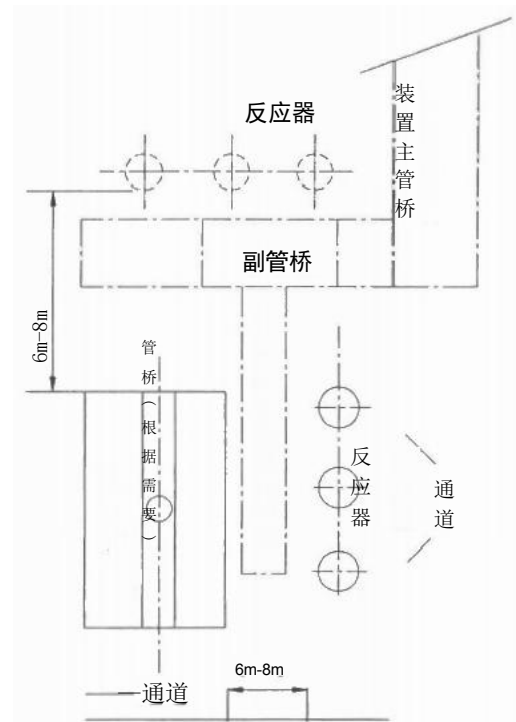 反应器
装置主管桥
副管桥
6m-8m
管桥(根据需要)
反应器
通道
6m-8m
通道